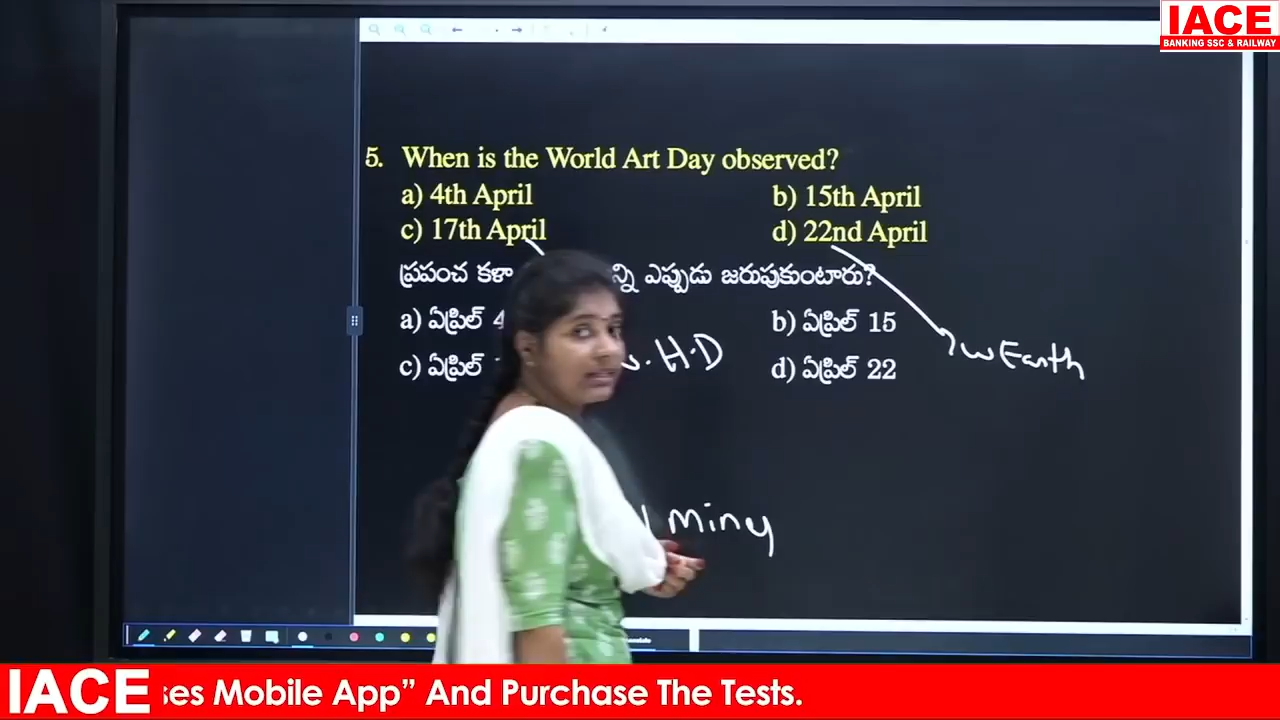 IACE
BANKING SSC & RAILWAY
5. When is the World Art Day observed?
a) 4th April b) 15th April
c) 17th April d) 22nd April
ప్రపంచ కళా ఎప్పుడు జరుపుకుంటారు?
a) ఏప్రిల్ 4 b) ఏప్రిల్ 15
c) ఏప్రిల్ d) ఏప్రిల్ 22
H.D
w Earth
IACE
Mobile App" And Purchase The Tests.